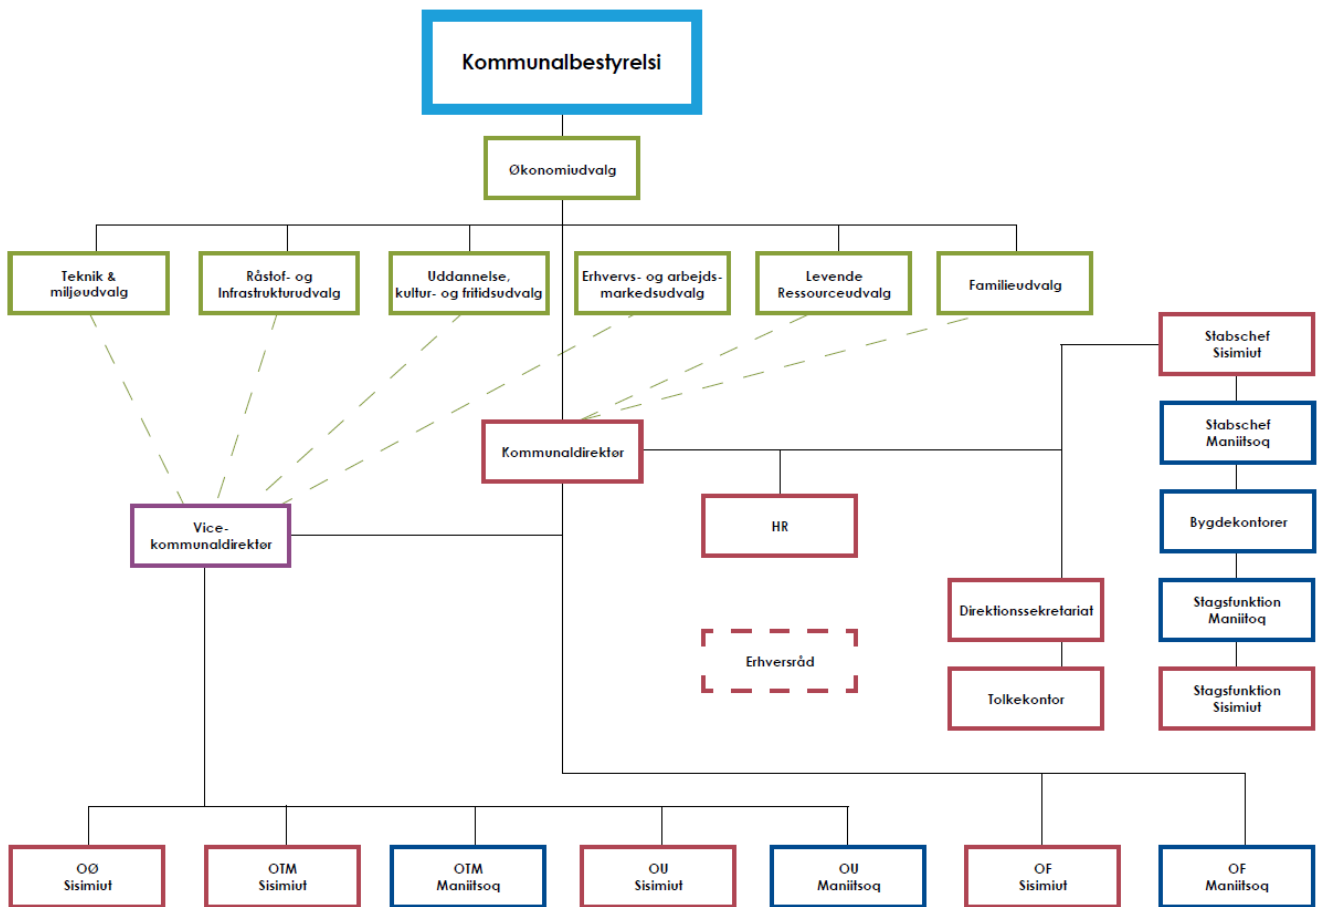 Kommunalbestyrelsi
Økonomiudvalg
Teknik &
miljøudvalg
Råstof- og
Infrastrukturudvalg
Uddannelse,
kultur- og fritidsudvalg
Erhvervs- og arbejds-
markedsudvalg
Levende
Ressourceudvalg
Familieudvalg
Stabschef
Sisimiut
Stabschef
Maniitsoq
Kommunaldirektør
Bygdekontorer
HR
Vice-
kommunaldirektør
Direktionssekretariat
Stagsfunktion
Maniitoq
Erhversråd
Tolkekontor
Stagsfunktion
Sisimiut
OØ
Sisimiut
OTM
Sisimiut
OTM
Maniitsoq
OU
Sisimiut
OU
Maniitsoq
OF
Sisimiut
OF
Maniitsoq